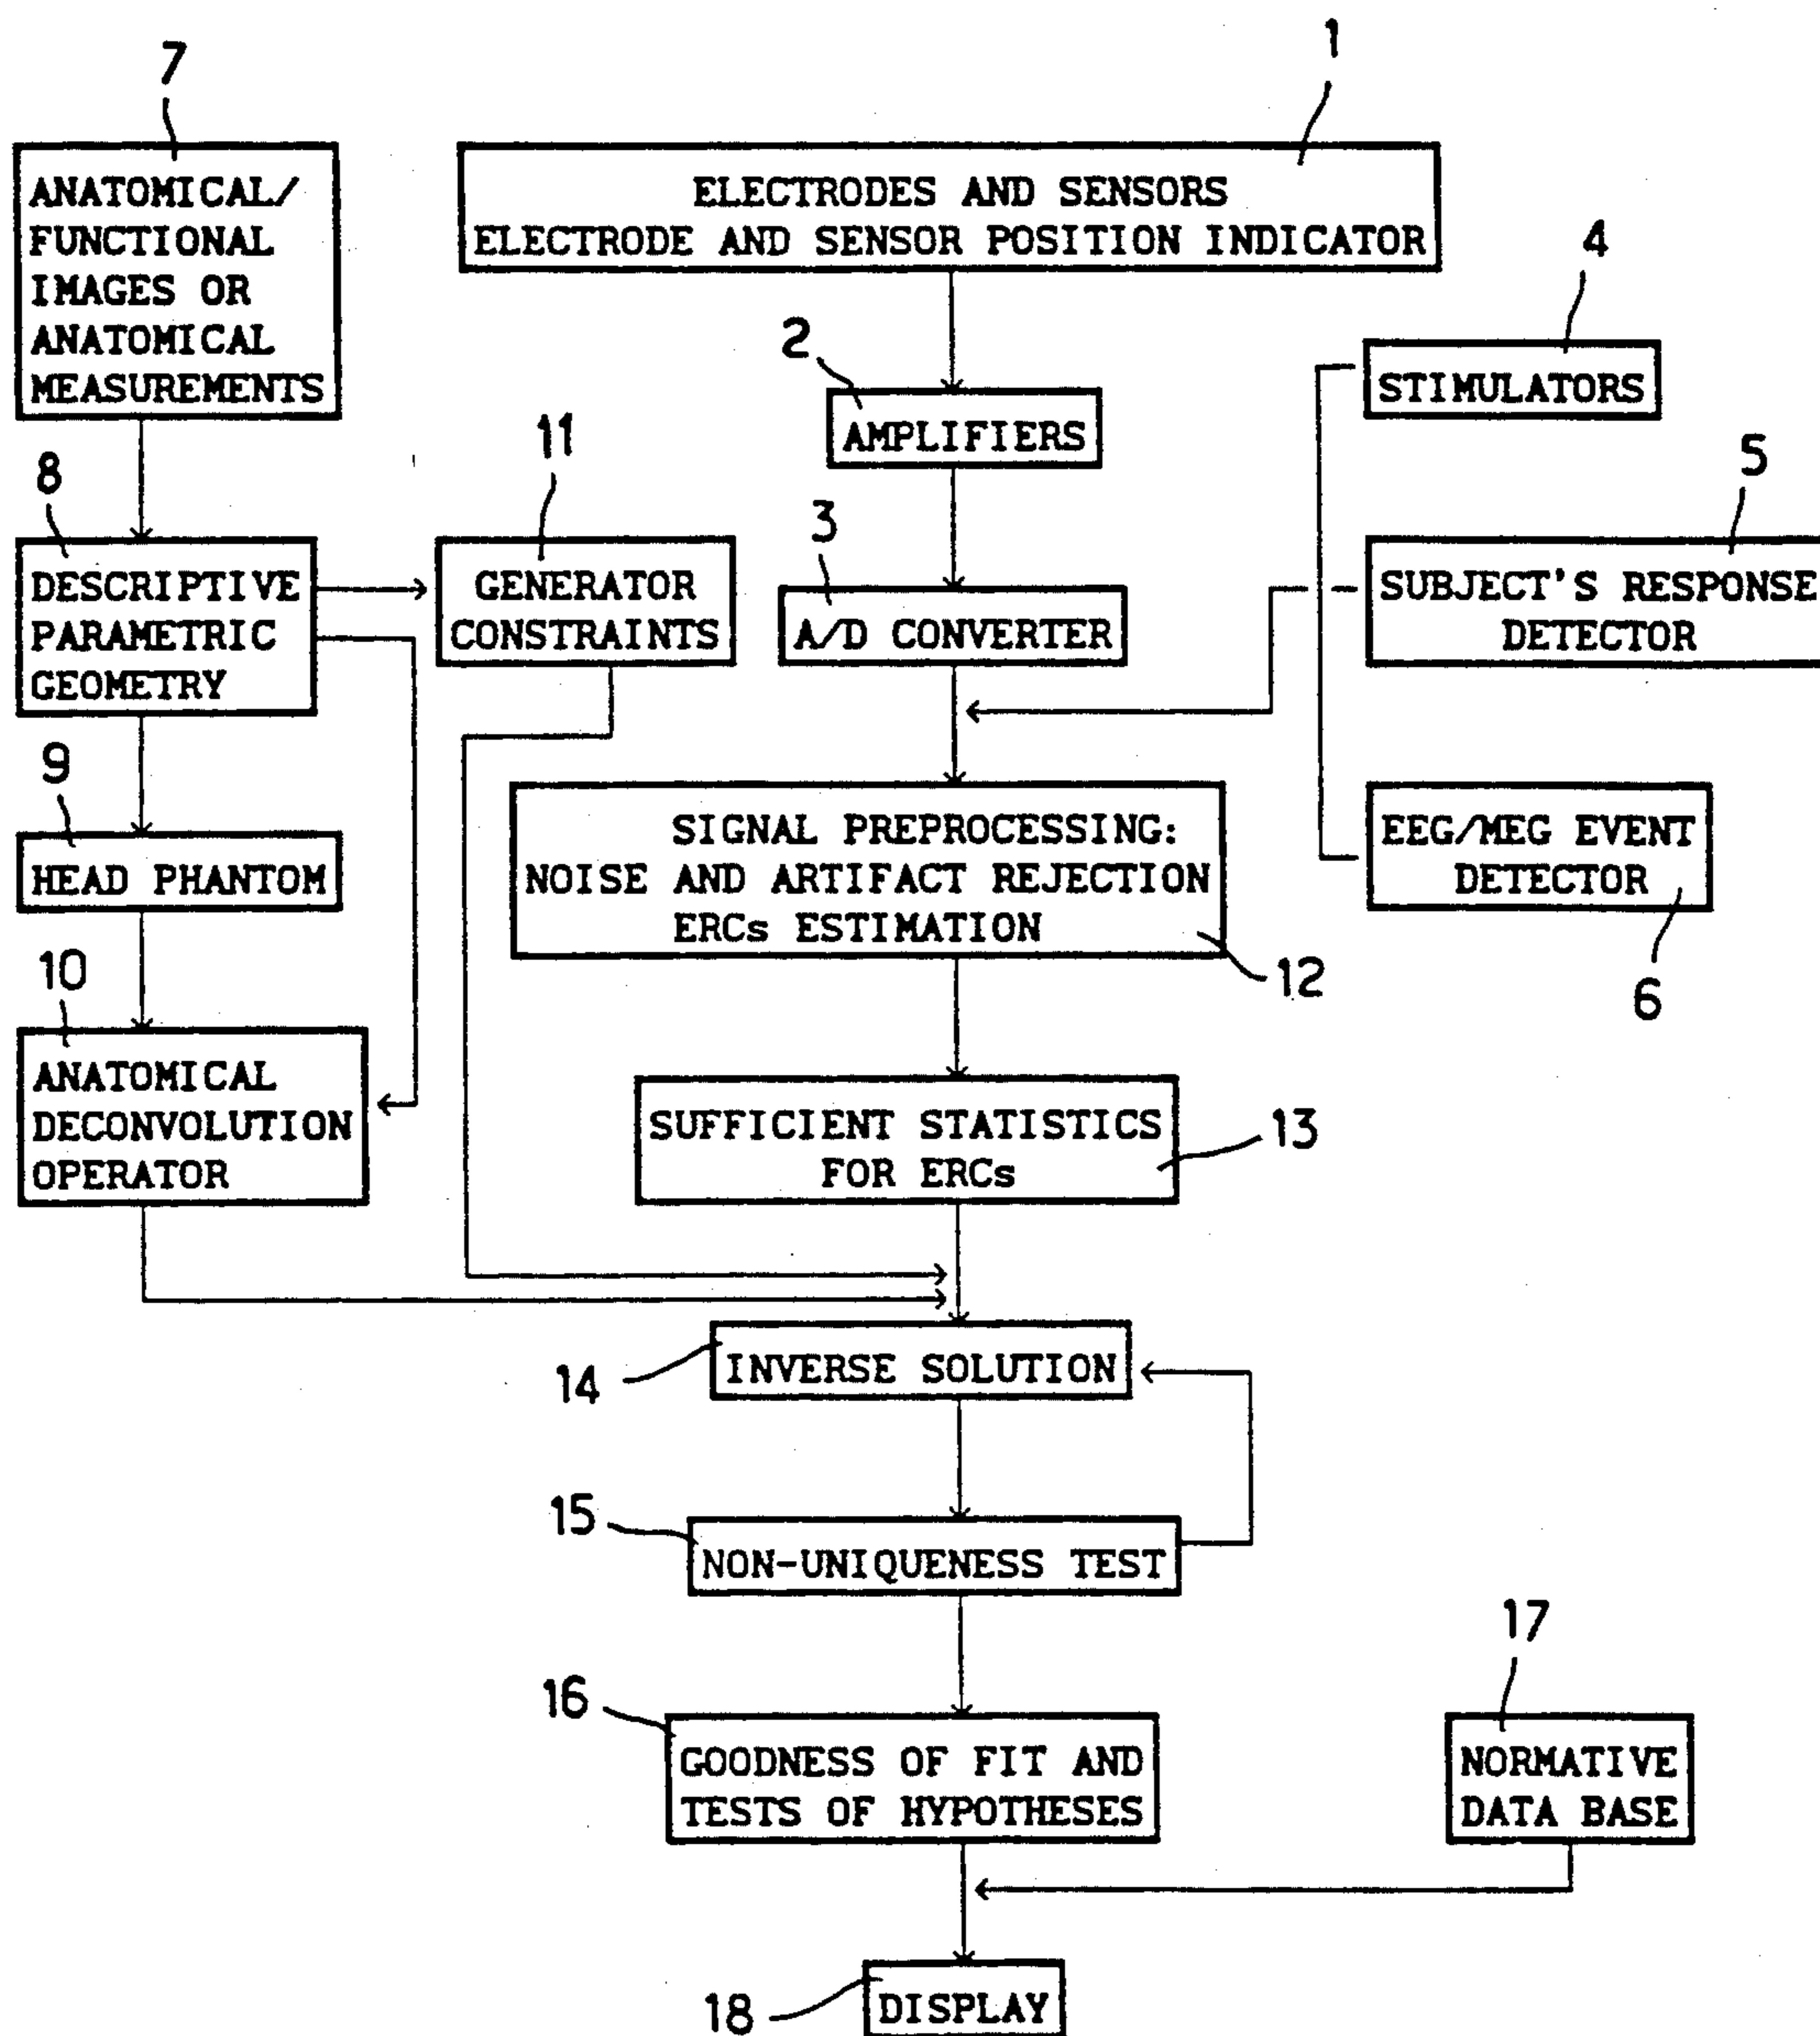 7
ANATOMICAL/
FUNCTIONAL
IMAGES OR
ANATOMICAL
MEASUREMENTS
1
ELECTRODES AND SENSORS
ELECTRODE AND SENSOR POSITION INDICATOR
2
AMPLIFIERS
4
STIMULATORS
8
DESCRIPTIVE
PARAMETRIC
GEOMETRY
11
GENERATOR
CONSTRAINTS
3
A/D CONVERTER
5
SUBJECT'S RESPONSE
DETECTOR
9
HEAD PHANTOM
SIGNAL PREPROCESSING:
NOISE AND ARTIFACT REJECTION
ERCs ESTIMATION
12
EEG/MEG EVENT
DETECTOR
6
10
ANATOMICAL
DECONVOLUTION
OPERATOR
SUFFICIENT STATISTICS
FOR ERCs
13
14
INVERSE SOLUTION
15
NON-UNIQUENESS TEST
16
GOODNESS OF FIT AND
TESTS OF HYPOTHESES
17
NORMATIVE
DATA BASE
18
DISPLAY